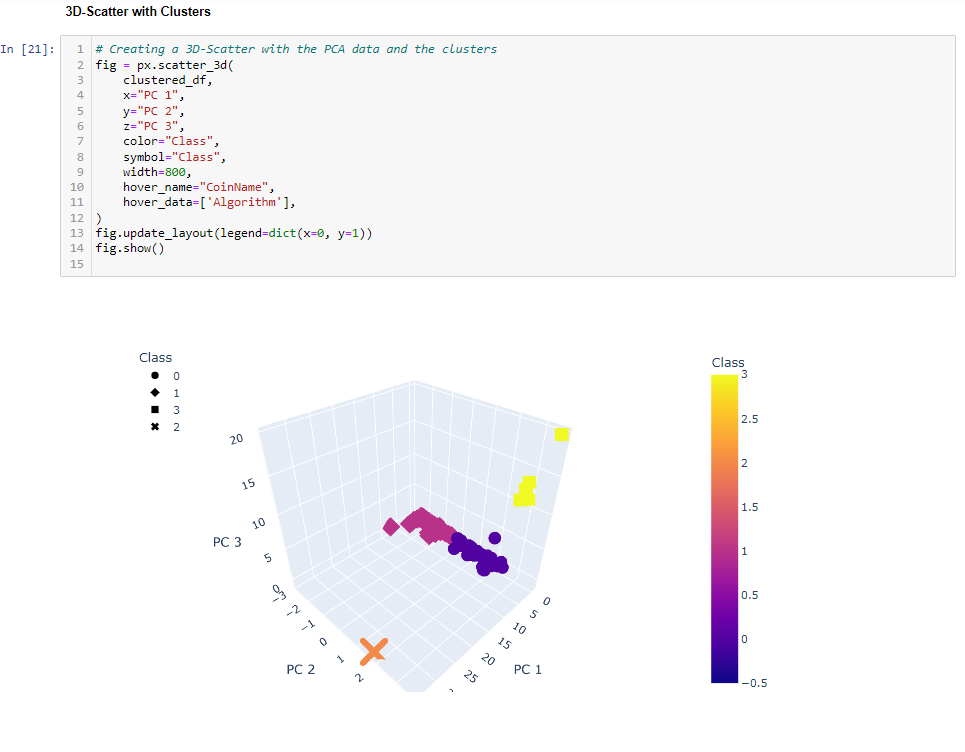 3D-Scatter with Clusters
In [21]:
1 # Creating a 3D-Scatter with the PCA data and the clusters
2 fig = px.scatter_3d(
3 clustered_df,
4 x="PC 1",
5 y="PC 2",
6 z="PC 3",
7 color="Class",
8 symbol="Class",
9 width=800,
10 hover_name="CoinName",
11 hover_data=['Algorithm'],
12 )
13 fig.update_layout(legend=dict(x=0, y=1))
14 fig.show()
15
Class
0
1
3
2
20
15
10
5
0
PC 3
−3
−2
−1
0
1
2
PC 2
0
5
10
15
20
25
PC 1
Class
3
2.5
2
1.5
1
0.5
0
−0.5